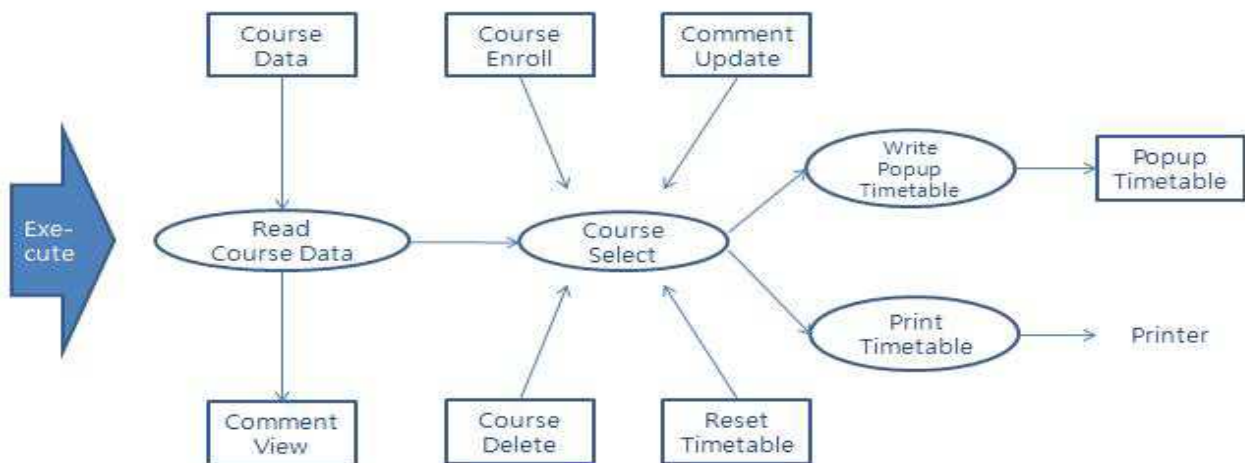 Course
Data
Course
Enroll
Comment
Update
Write
Popup
Timetable
Popup
Timetable
Exe-
cute
Read
Course Data
Course
Select
Print
Timetable
Printer
Comment
View
Course
Delete
Reset
Timetable